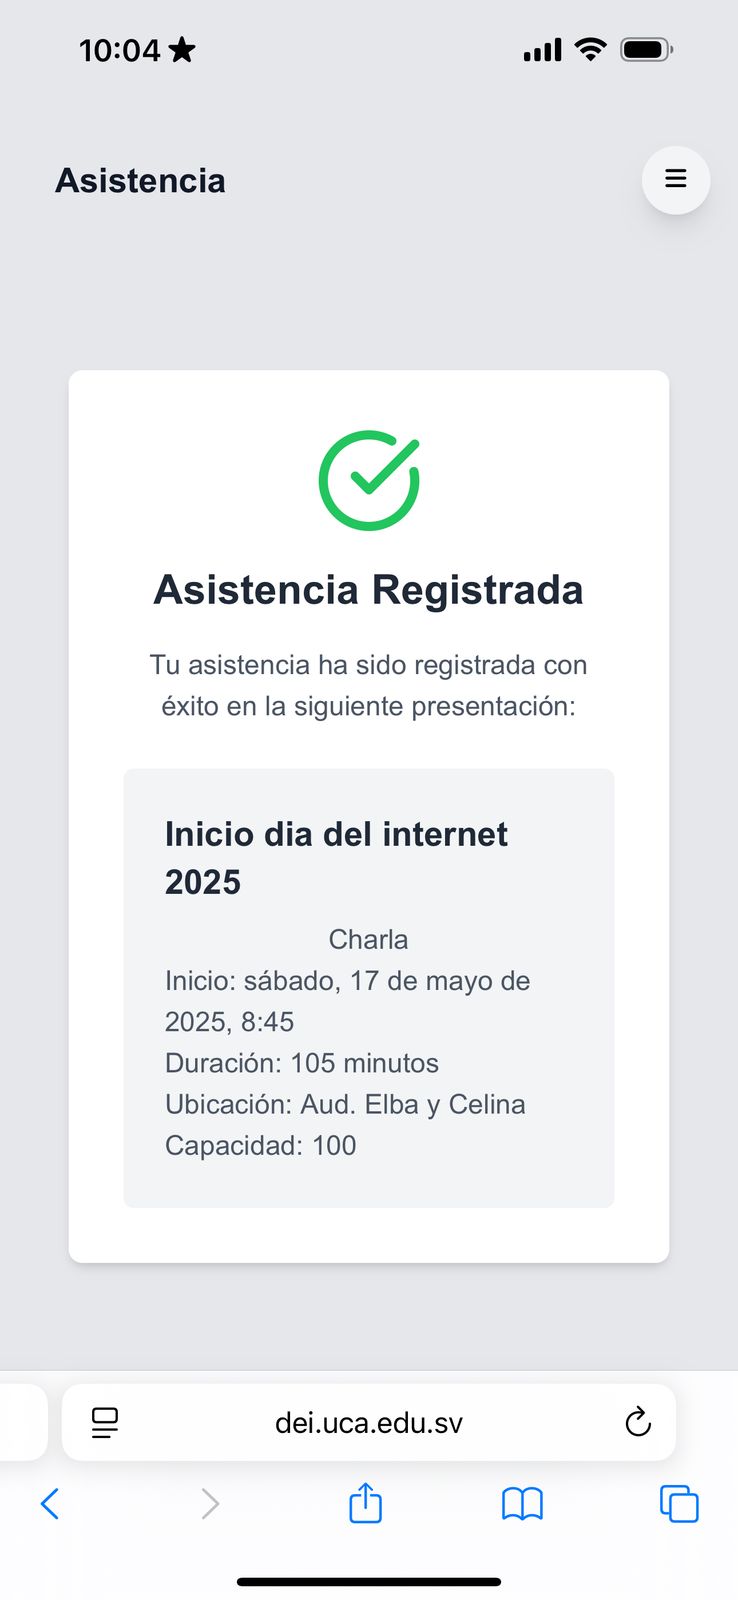 10:04
Asistencia
Asistencia Registrada
Tu asistencia ha sido registrada con
éxito en la siguiente presentación:
Inicio dia del internet
2025
Charla
Inicio: sábado, 17 de mayo de
2025, 8:45
Duración: 105 minutos
Ubicación: Aud. Elba y Celina
Capacidad: 100
dei.uca.edu.sv